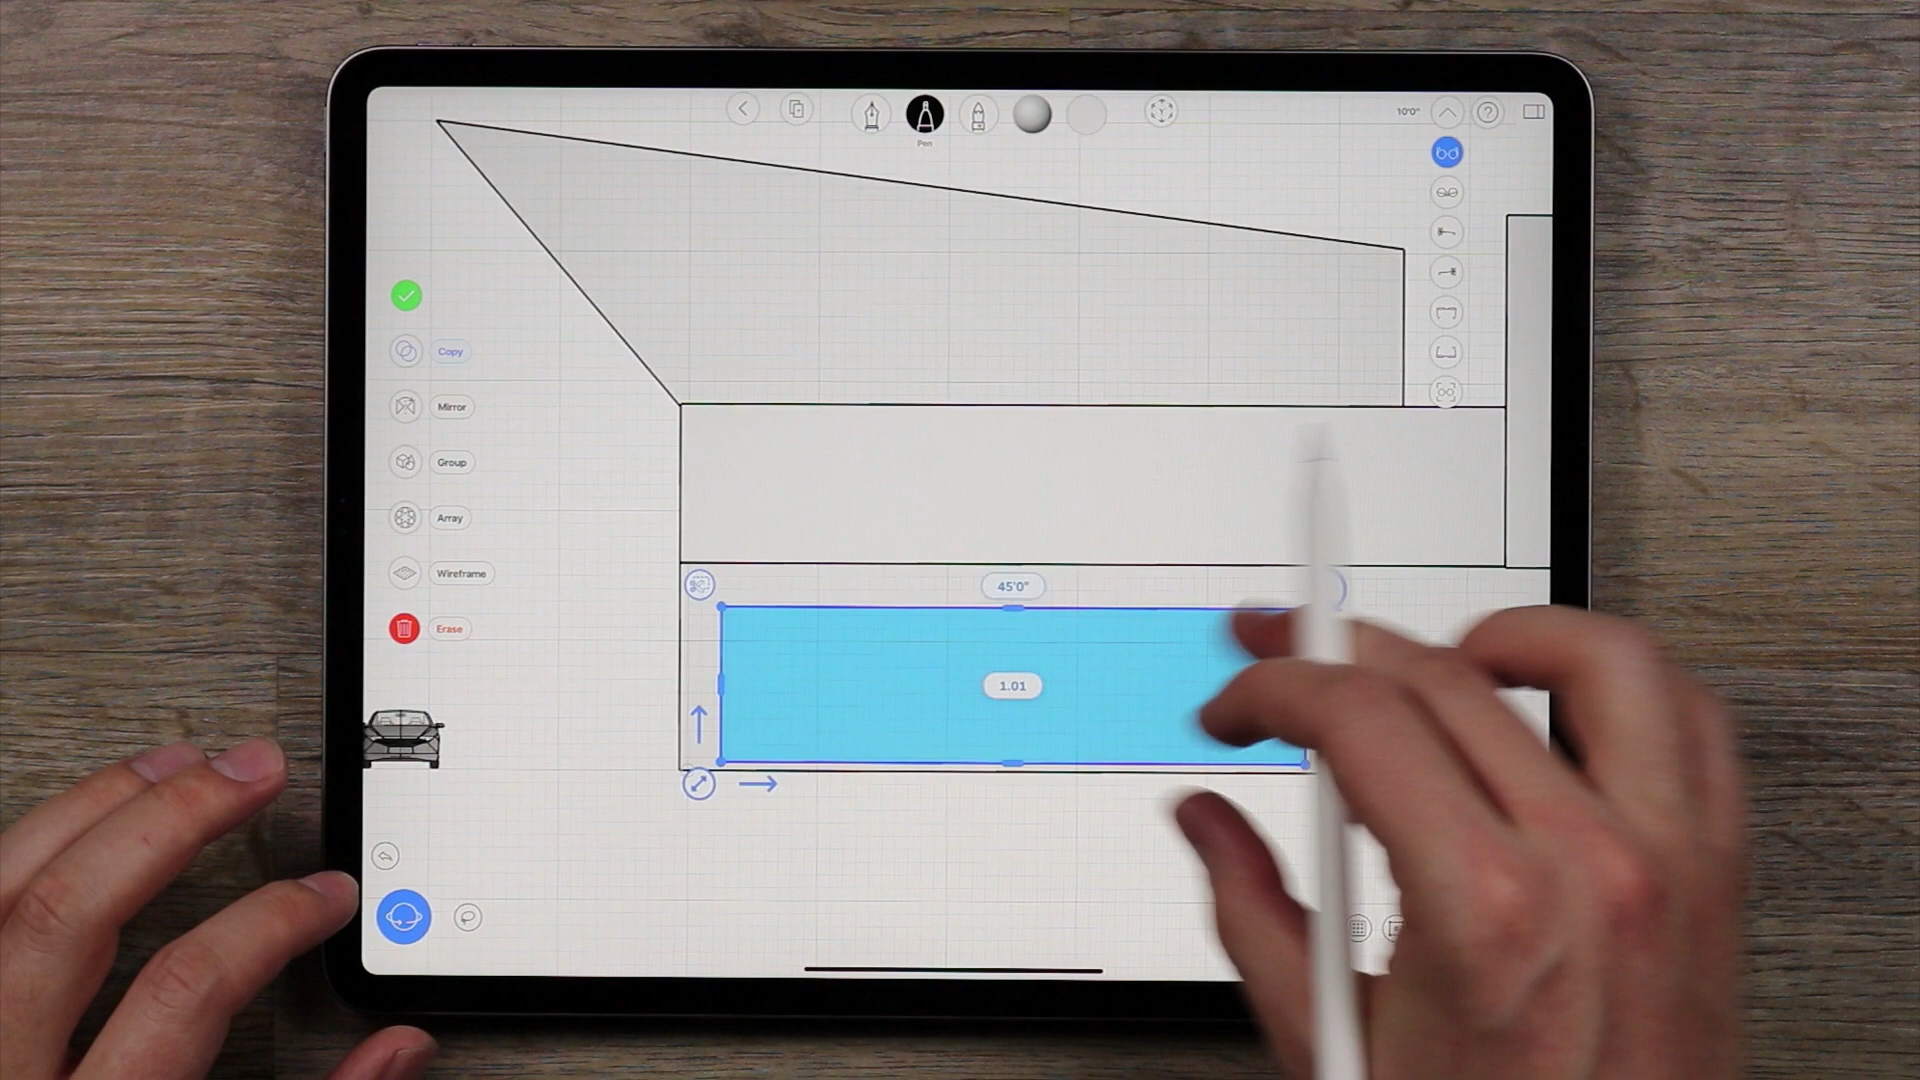 10'0"
?
Pen
Copy
Mirror
Group
Array
Wireframe
Erase
45'0"
1.01